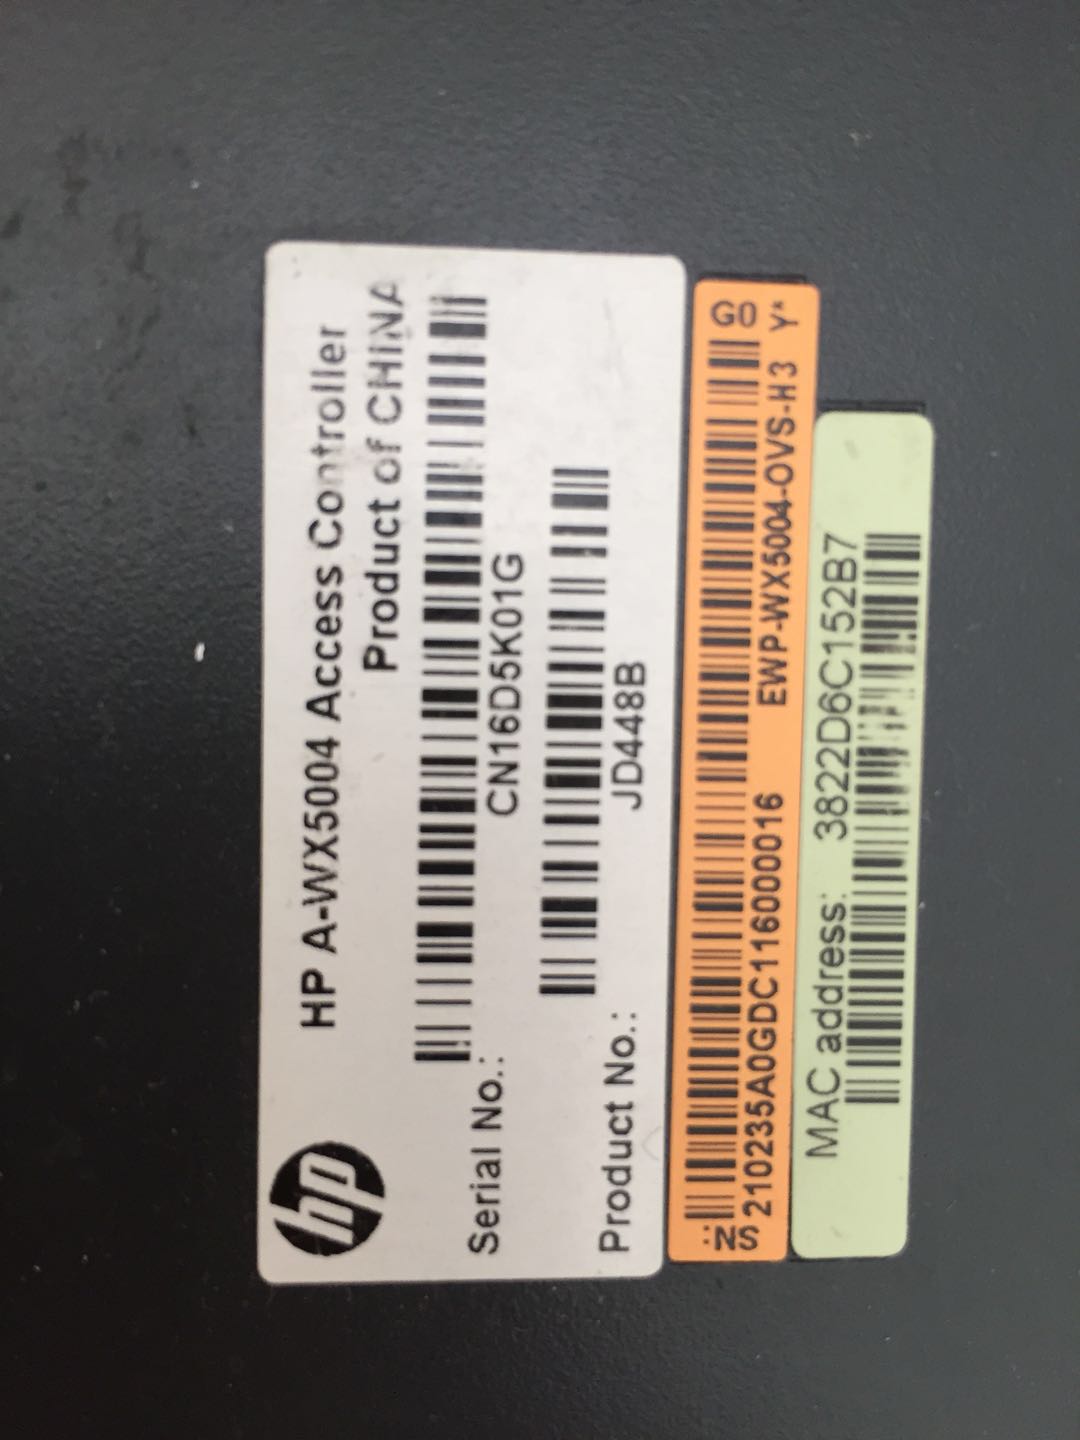 hp
HP A-WX5004 Access Controller
Product of CHINA
Serial No.:
CN16D5K01G
Product No.:
JD448B
SN:
G0
210235A0GDC116000016 EWP-WX5004-OVS-H3 Y*
MAC address: 3822D6C152B7